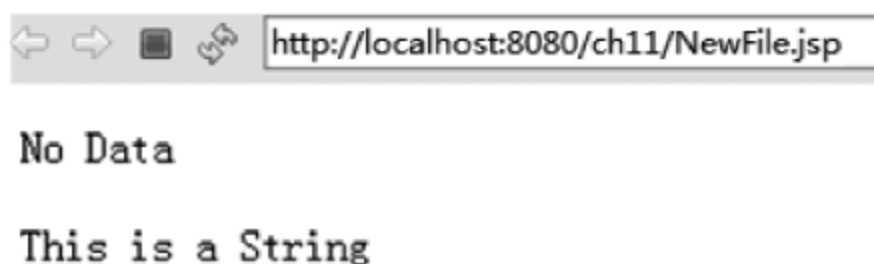 http://localhost:8080/ch11/NewFile.jsp
No Data
This is a String